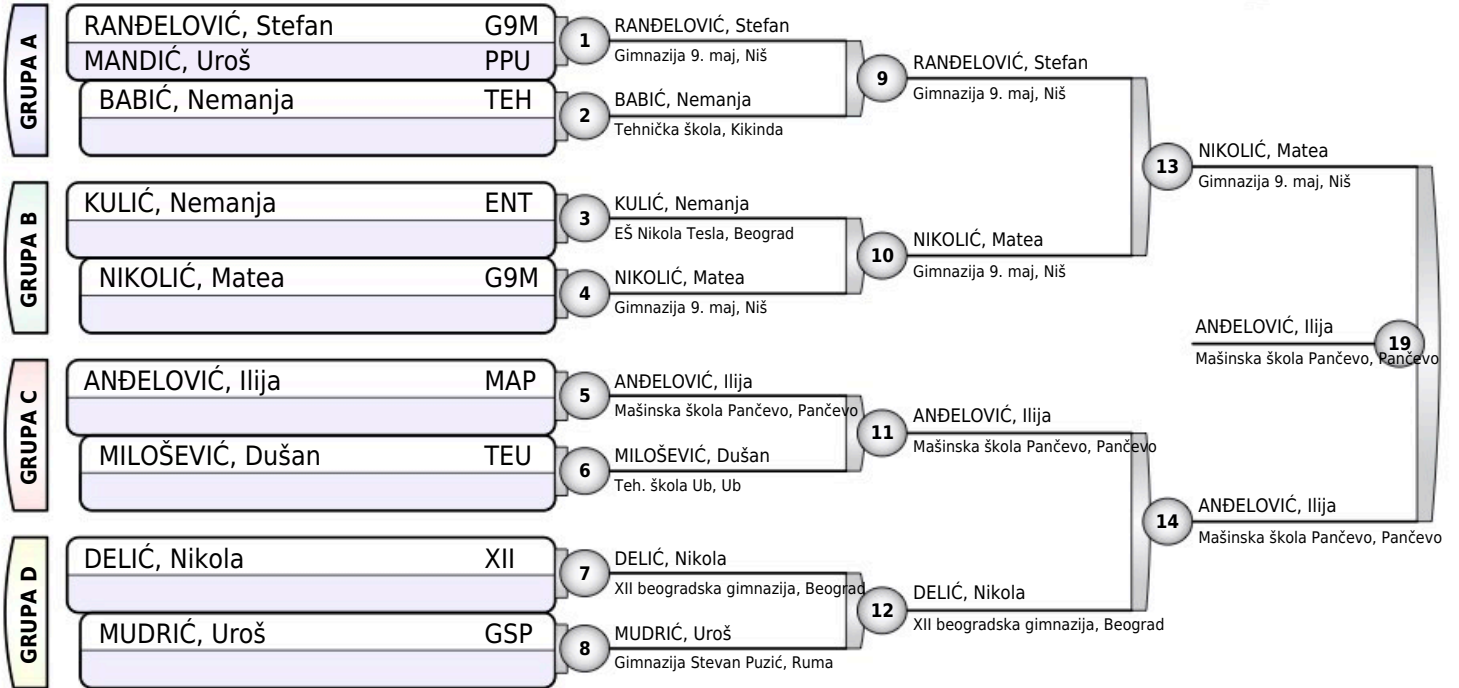 GRUPA A
RANĐELOVIĆ, Stefan G9M
MANDIĆ, Uroš PPU
BABIĆ, Nemanja TEH
GRUPA B
KULIĆ, Nemanja ENT
NIKOLIĆ, Matea G9M
GRUPA C
ANĐELOVIĆ, Ilija MAP
MILOŠEVIĆ, Dušan TEU
GRUPA D
DELIĆ, Nikola XII
MUDRIĆ, Uroš GSP
1
RANĐELOVIĆ, Stefan
Gimnazija 9. maj, Niš
2
BABIĆ, Nemanja
Tehnička škola, Kikinda
3
KULIĆ, Nemanja
EŠ Nikola Tesla, Beograd
4
NIKOLIĆ, Matea
Gimnazija 9. maj, Niš
5
ANĐELOVIĆ, Ilija
Mašinska škola Pančevo, Pančevo
6
MILOŠEVIĆ, Dušan
Teh. škola Ub, Ub
7
DELIĆ, Nikola
XII beogradska gimnazija, Beograd
8
MUDRIĆ, Uroš
Gimnazija Stevan Puzić, Ruma
9
RANĐELOVIĆ, Stefan
Gimnazija 9. maj, Niš
10
NIKOLIĆ, Matea
Gimnazija 9. maj, Niš
11
ANĐELOVIĆ, Ilija
Mašinska škola Pančevo, Pančevo
12
DELIĆ, Nikola
XII beogradska gimnazija, Beograd
13
NIKOLIĆ, Matea
Gimnazija 9. maj, Niš
14
ANĐELOVIĆ, Ilija
Mašinska škola Pančevo, Pančevo
19
ANĐELOVIĆ, Ilija
Mašinska škola Pančevo, Pančevo